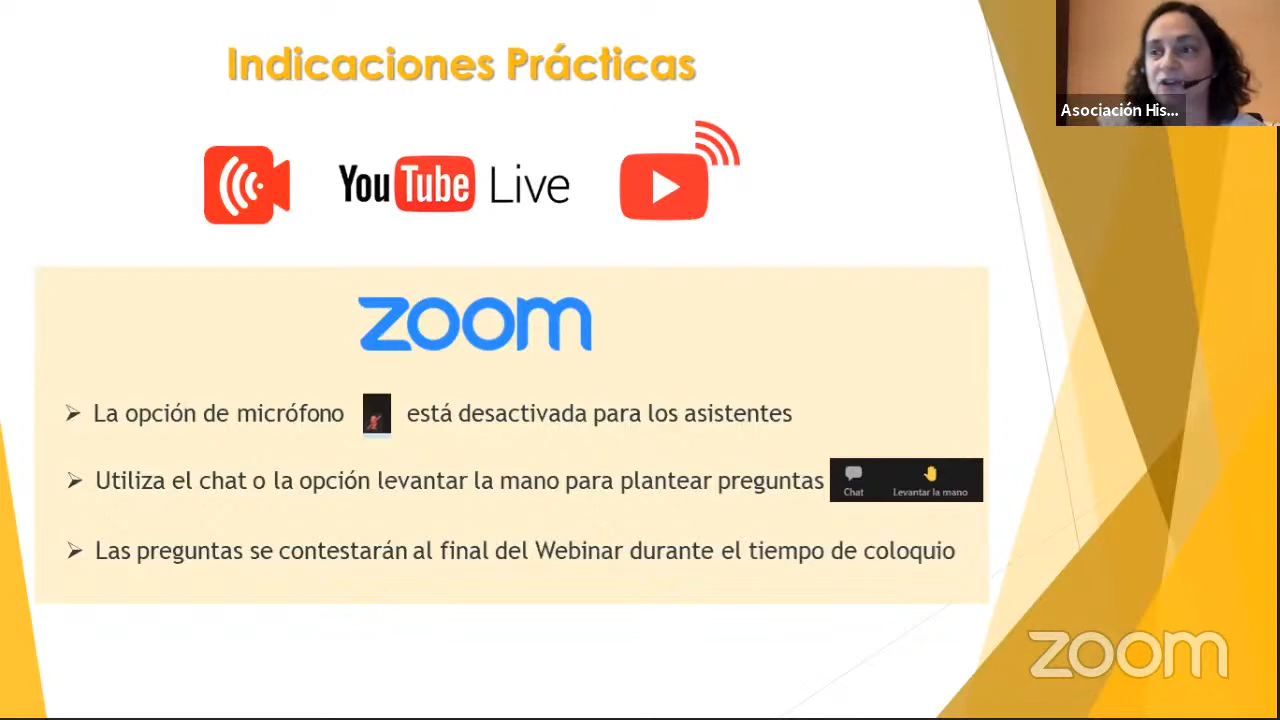 Indicaciones Prácticas
Asociación His...
YouTube Live
zoom
La opción de micrófono está desactivada para los asistentes
Utiliza el chat o la opción levantar la mano para plantear preguntas
Chat Levantar la mano
Las preguntas se contestarán al final del Webinar durante el tiempo de coloquio
zoom